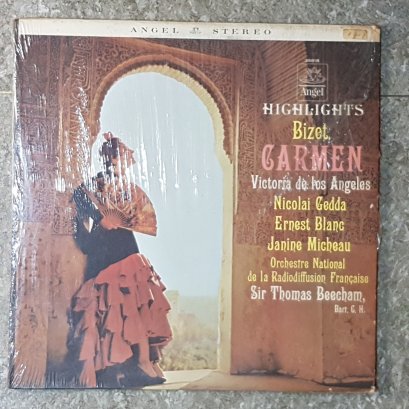 ANGEL STEREO
Angel
HIGHLIGHTS
Bizet,
CARMEN
Victoria de los Angeles
Nicolai Gedda
Ernest Blanc
Janine Micheau
Orchestre National
de la Radiodiffusion Française
Sir Thomas Beecham,
Bart. C. H.